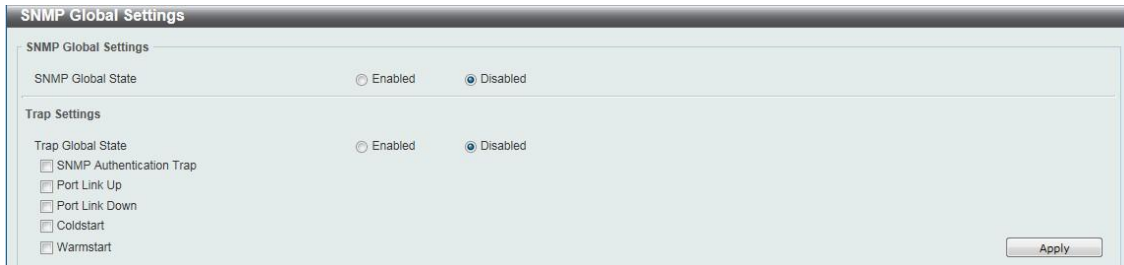 SNMP Global Settings
SNMP Global Settings
SNMP Global State Enabled Disabled
Trap Settings
Trap Global State Enabled Disabled
SNMP Authentication Trap
Port Link Up
Port Link Down
Coldstart
Warmstart
Apply